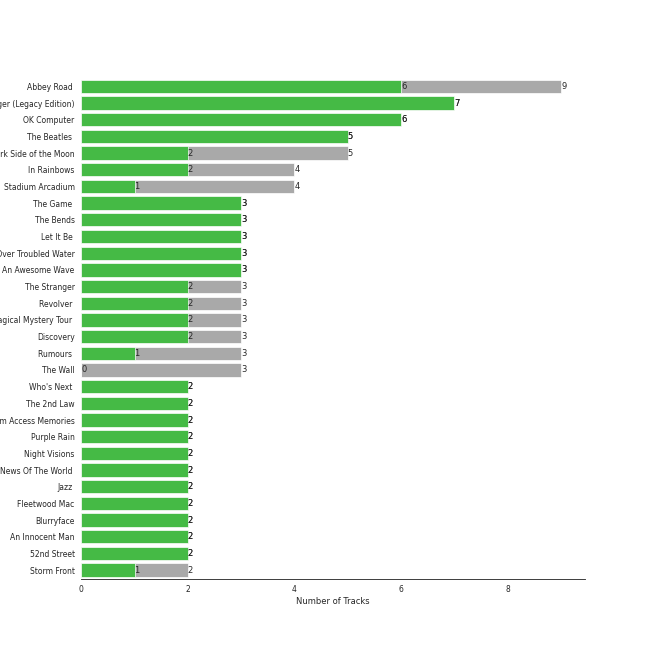 Abbey Road 6 9
ger (Legacy Edition) 7
OK Computer 6
The Beatles 5
rk Side of the Moon 2 5
In Rainbows 2 4
Stadium Arcadium 1 4
The Game 3
The Bends 3
Let It Be 3
Over Troubled Water 3
An Awesome Wave 3
The Stranger 2 3
Revolver 2 3
agical Mystery Tour 2 3
Discovery 2 3
Rumours 1 3
The Wall 0 3
Who's Next 2
The 2nd Law 2
m Access Memories 2
Purple Rain 2
Night Visions 2
News Of The World 2
Jazz 2
Fleetwood Mac 2
Blurryface 2
An Innocent Man 2
52nd Street 2
Storm Front 1 2
0 2 4 6 8
Number of Tracks